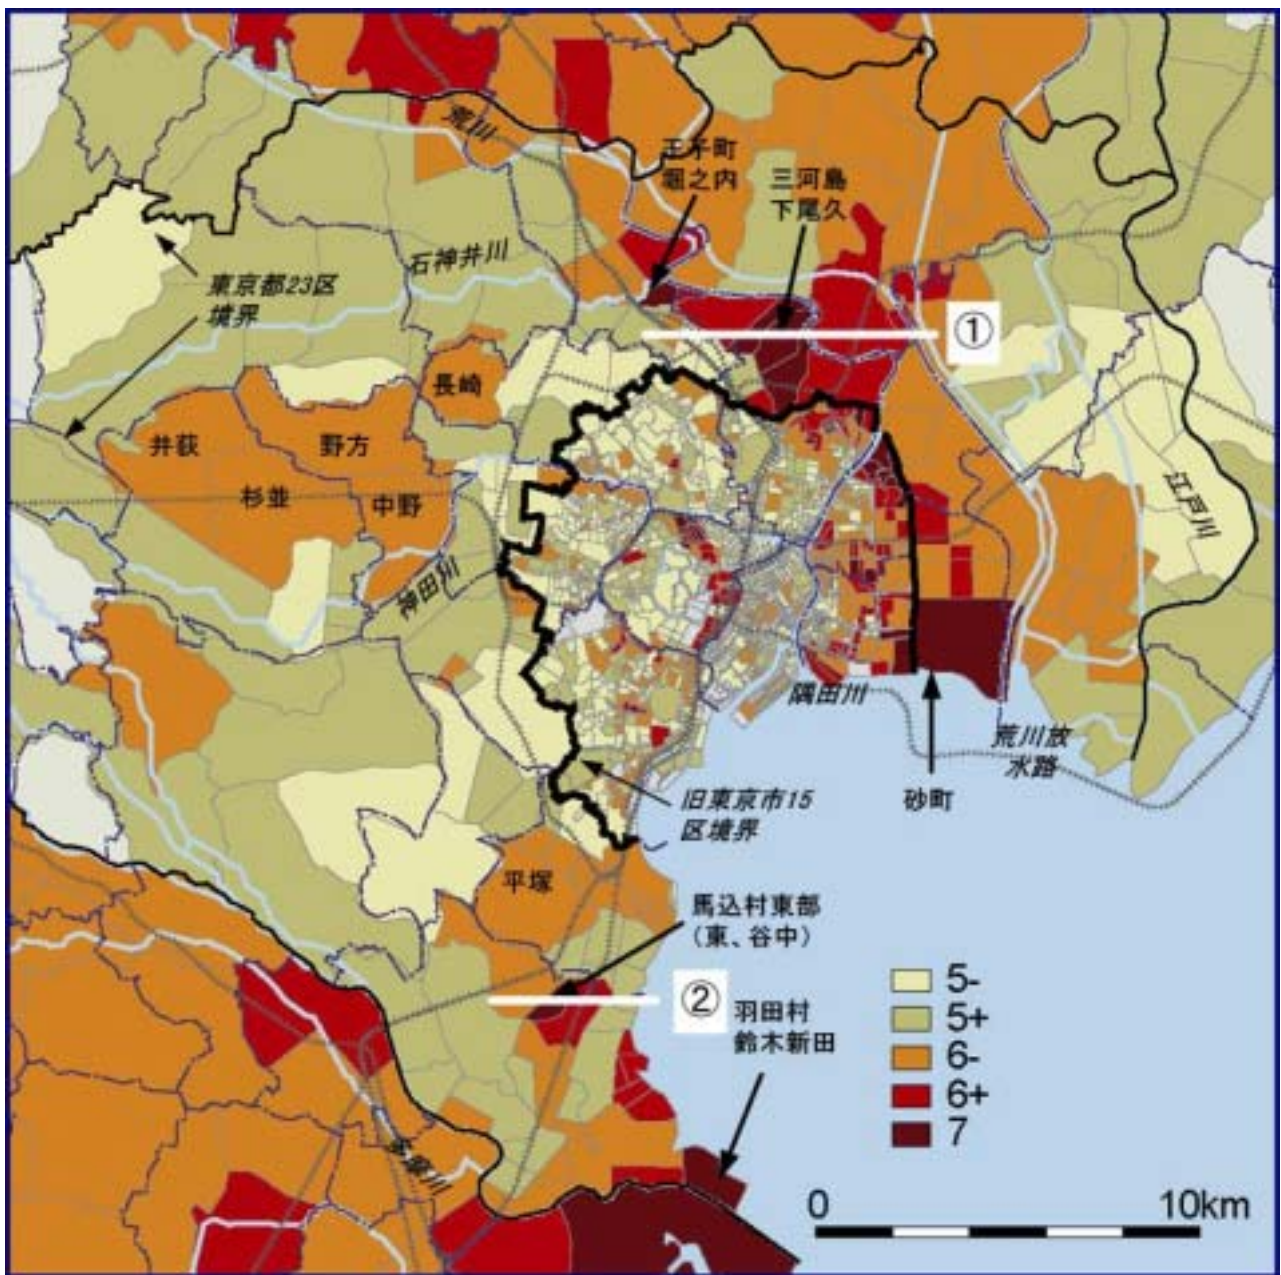 荒川
王子町
堀之内
三河島
下尾久
石神井川
東京都23区
境界
①
長崎
井荻
野方
杉並
中野
江戸川
神田川
隅田川
荒川放
水路
砂町
旧東京市15
区境界
平塚
馬込村東部
（東、谷中）
②
羽田村
鈴木新田
5-
5+
6-
6+
7
多摩川
0
10km